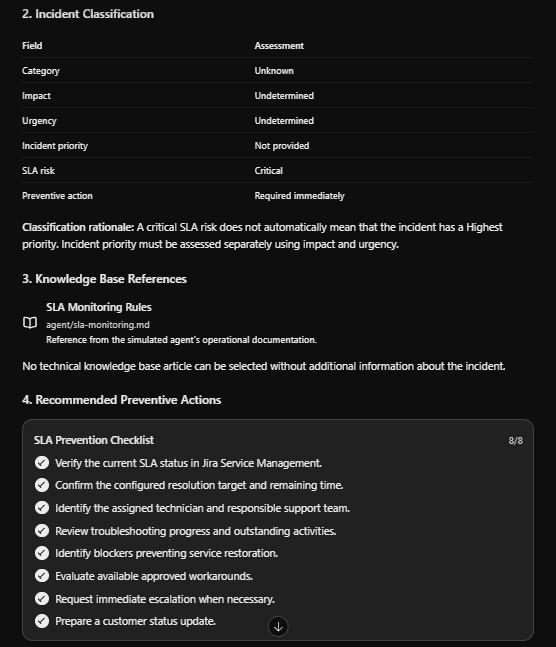 2. Incident Classification
Field Assessment
Category Unknown
Impact Undetermined
Urgency Undetermined
Incident priority Not provided
SLA risk Critical
Preventive action Required immediately
Classification rationale: A critical SLA risk does not automatically mean that the incident has a Highest
priority. Incident priority must be assessed separately using impact and urgency.
3. Knowledge Base References
SLA Monitoring Rules
agent/sla-monitoring.md
Reference from the simulated agent's operational documentation.
No technical knowledge base article can be selected without additional information about the incident.
4. Recommended Preventive Actions
SLA Prevention Checklist 8/8
Verify the current SLA status in Jira Service Management.
Confirm the configured resolution target and remaining time.
Identify the assigned technician and responsible support team.
Review troubleshooting progress and outstanding activities.
Identify blockers preventing service restoration.
Evaluate available approved workarounds.
Request immediate escalation when necessary.
Prepare a customer status update.